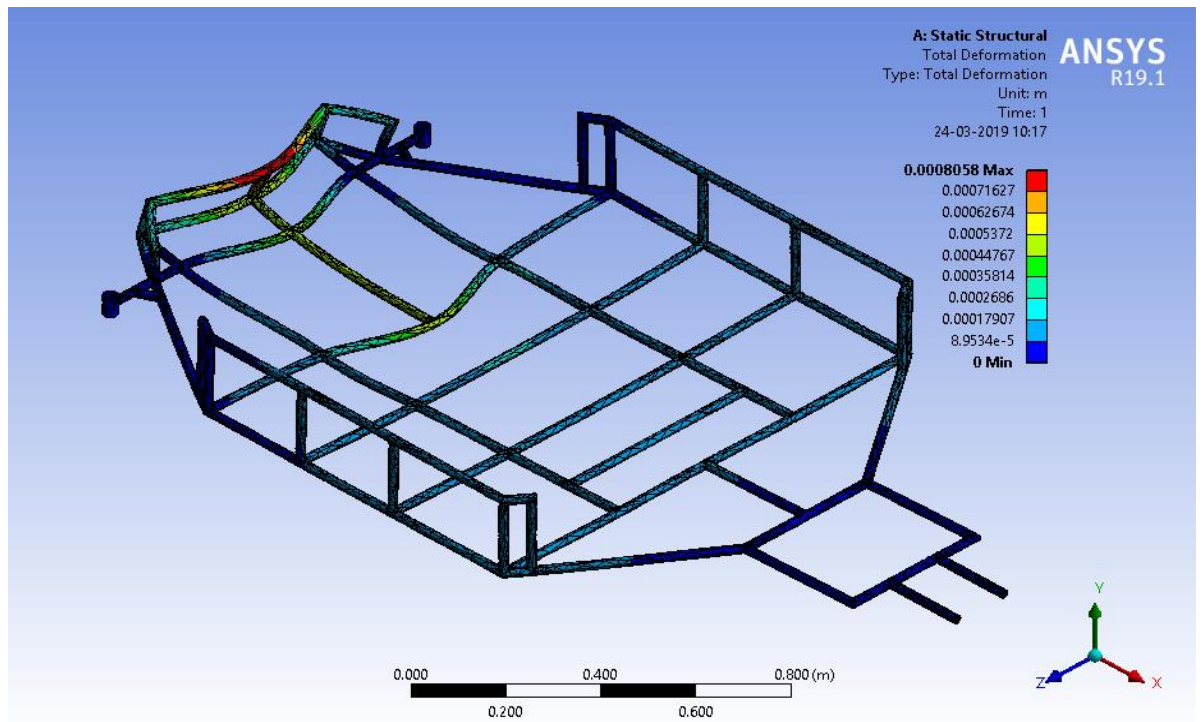 A: Static Structural
Total Deformation
Type: Total Deformation
Unit: m
Time: 1
24-03-2019 10:17
ANSYS
R19.1
0.0008058 Max
0.00071627
0.00062674
0.0005372
0.00044767
0.00035814
0.0002686
0.00017907
8.9534e-5
0 Min
0.000 0.400 0.800 (m)
0.200 0.600
Y
Z X